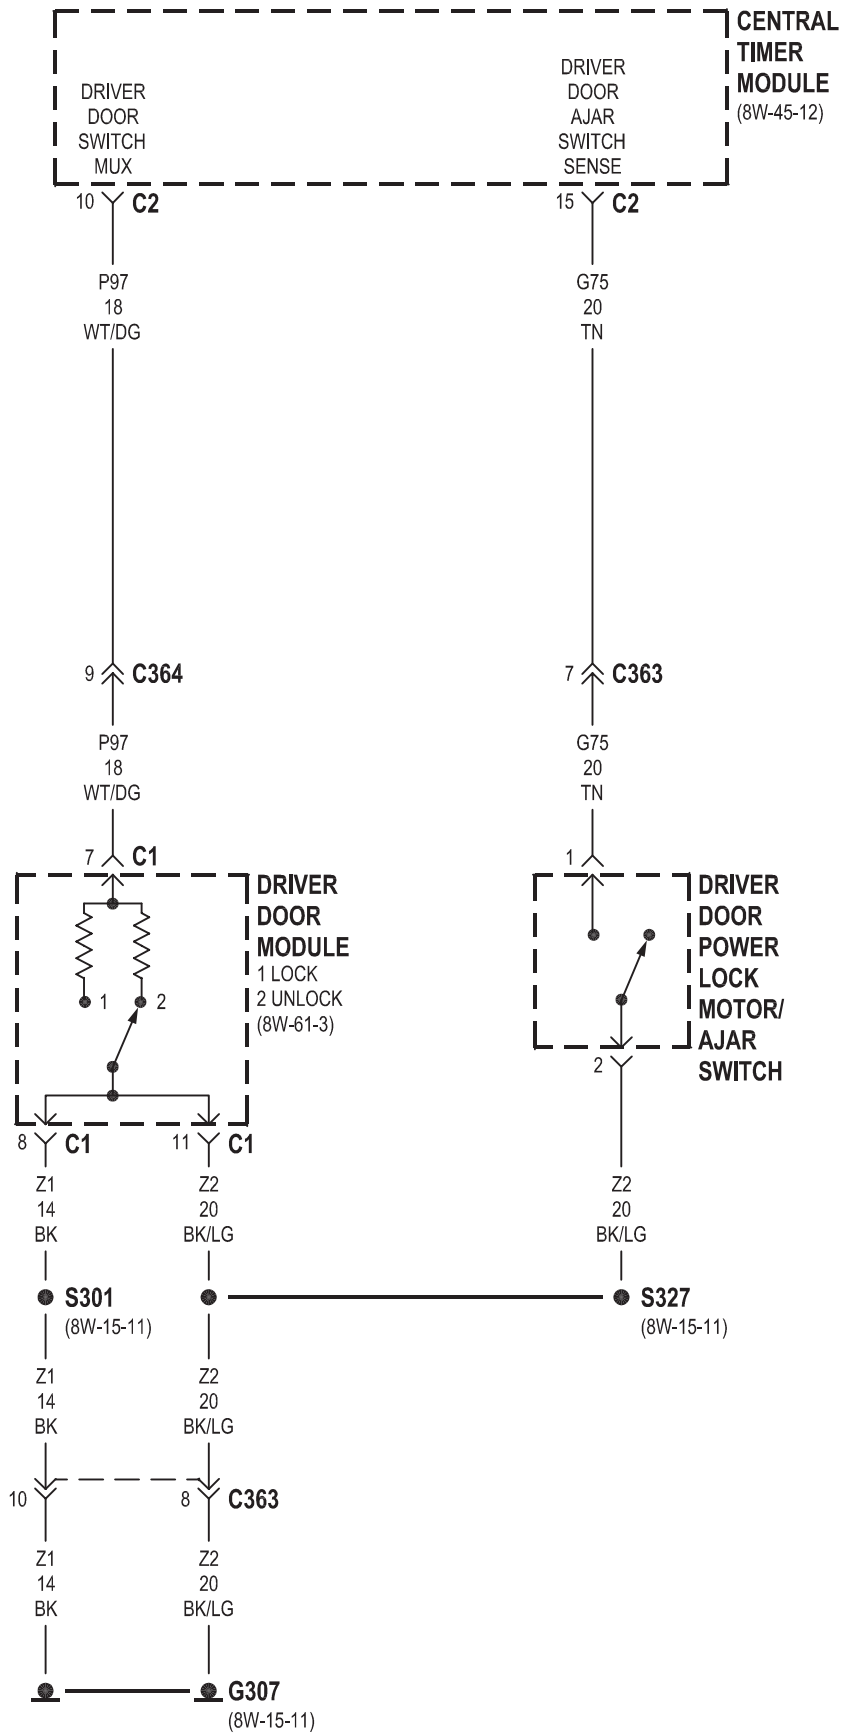 CENTRAL
TIMER
MODULE
(8W-45-12)
DRIVER
DOOR
SWITCH
MUX
DRIVER
DOOR
AJAR
SWITCH
SENSE
10 C2
15 C2
P97
18
WT/DG
G75
20
TN
9 C364
7 C363
P97
18
WT/DG
G75
20
TN
7 C1
1
DRIVER
DOOR
MODULE
1 LOCK
2 UNLOCK
(8W-61-3)
1 2
DRIVER
DOOR
POWER
LOCK
MOTOR/
AJAR
SWITCH
2
8 C1
11 C1
Z1
14
BK
Z2
20
BK/LG
Z2
20
BK/LG
S301
(8W-15-11)
S327
(8W-15-11)
Z1
14
BK
Z2
20
BK/LG
10
8 C363
Z1
14
BK
Z2
20
BK/LG
G307
(8W-15-11)